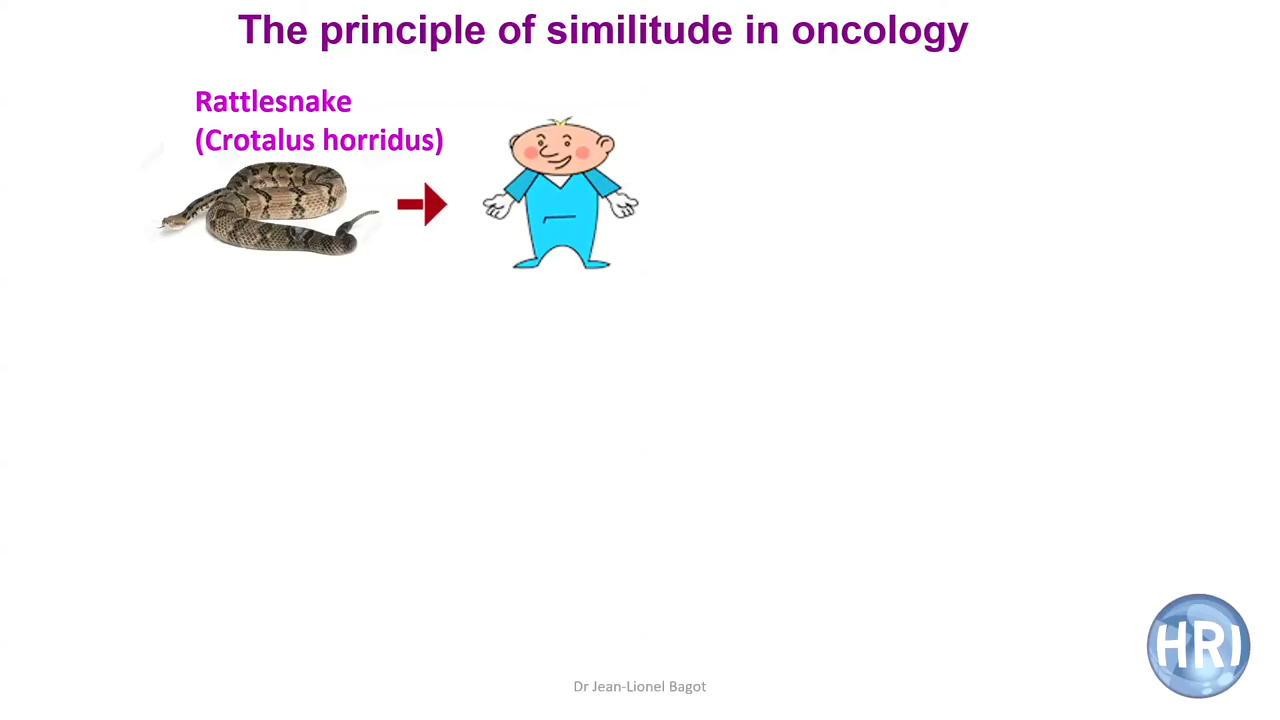 The principle of similitude in oncology
Rattlesnake
(Crotalus horridus)
HRI
Dr Jean-Lionel Bagot